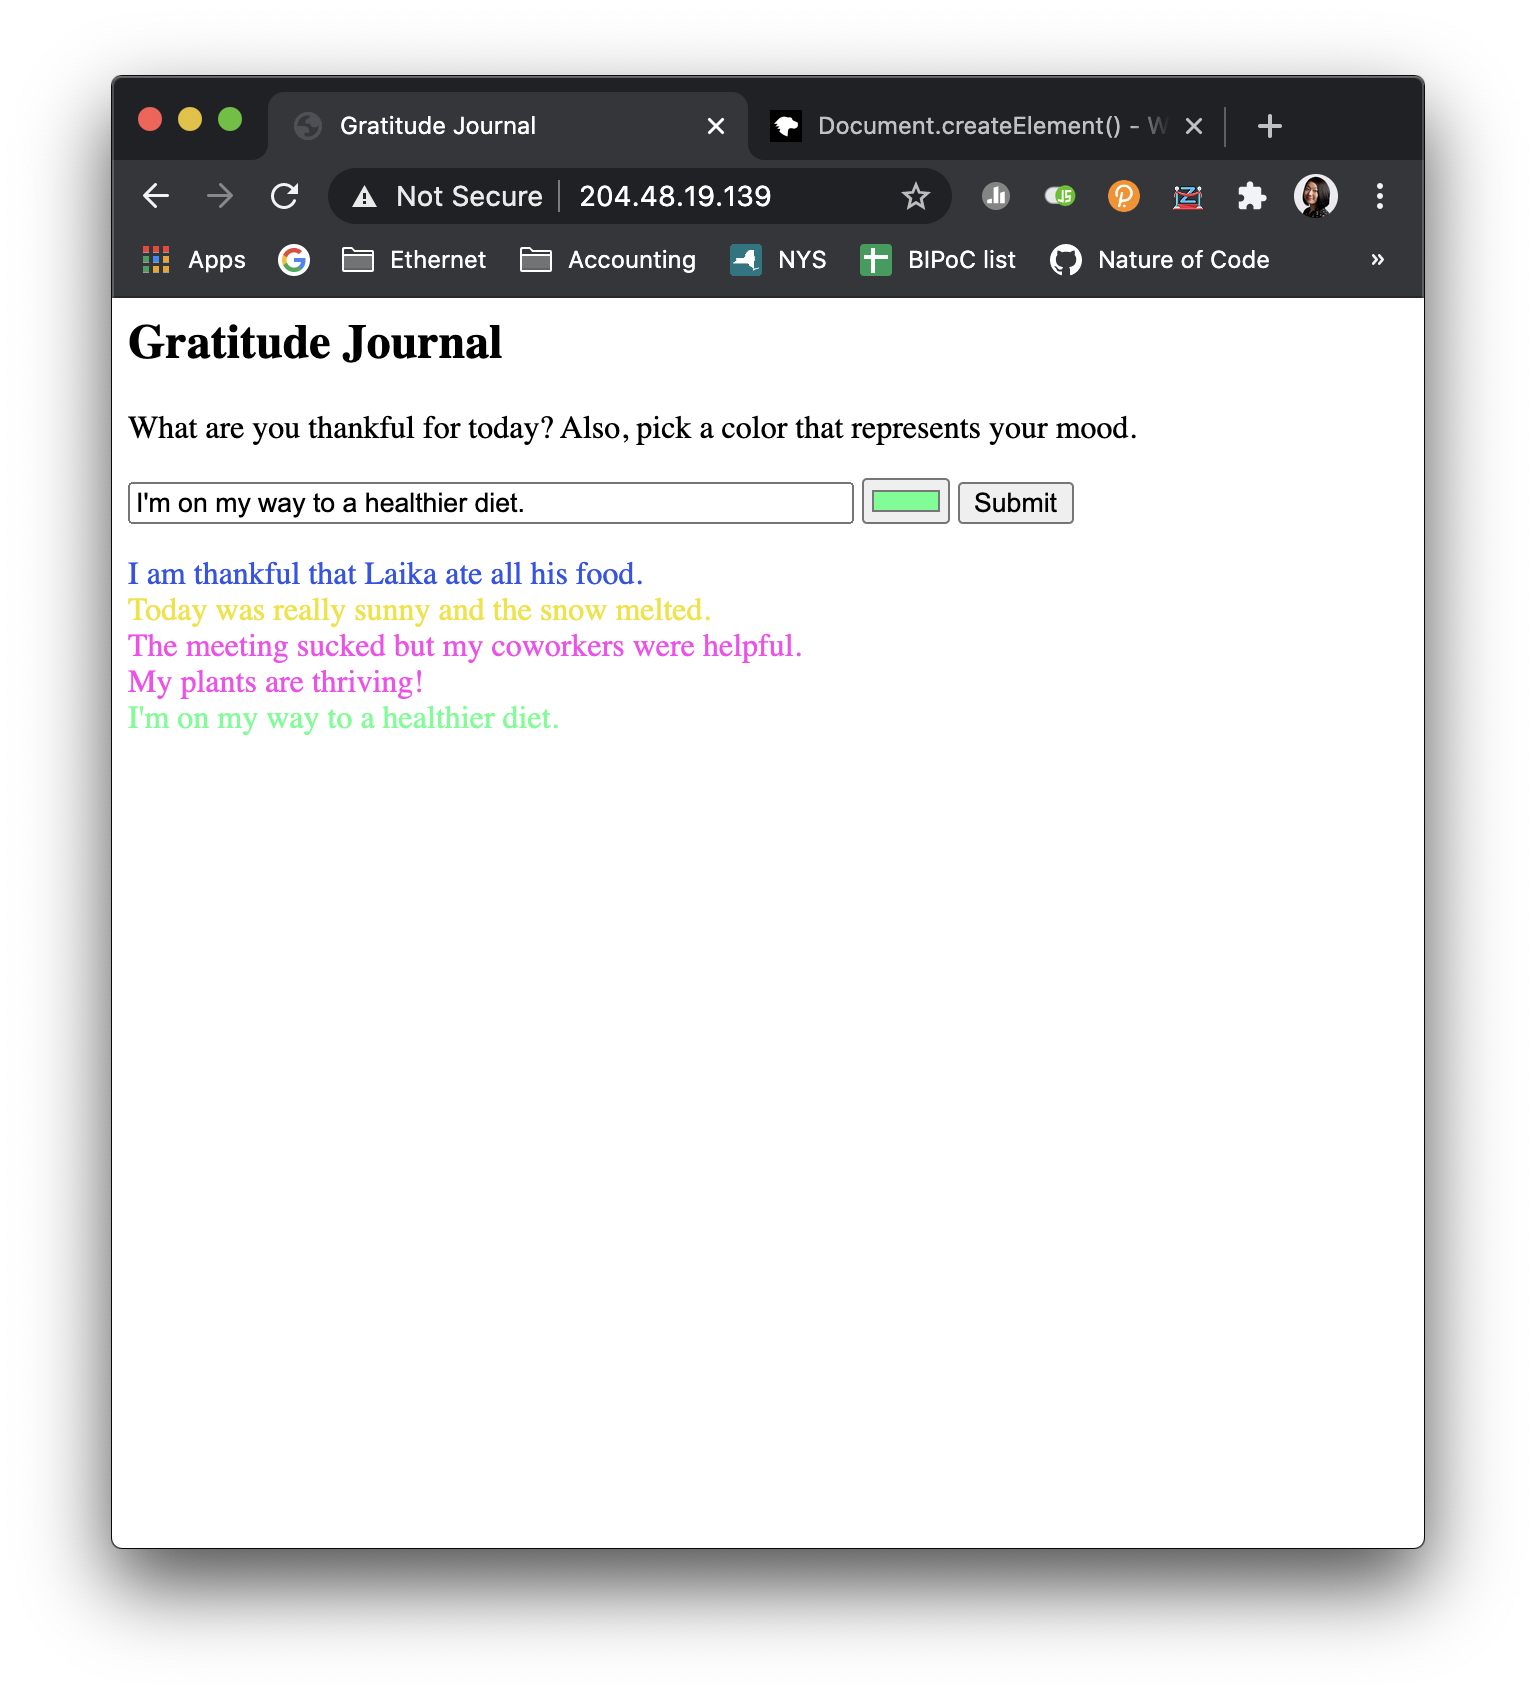 Gratitude Journal
Document.createElement() - W
Not Secure 204.48.19.139
JS
Apps Ethernet Accounting NYS BIPoC list Nature of Code »
Gratitude Journal
What are you thankful for today? Also, pick a color that represents your mood.
I'm on my way to a healthier diet. Submit
I am thankful that Laika ate all his food.
Today was really sunny and the snow melted.
The meeting sucked but my coworkers were helpful.
My plants are thriving!
I'm on my way to a healthier diet.